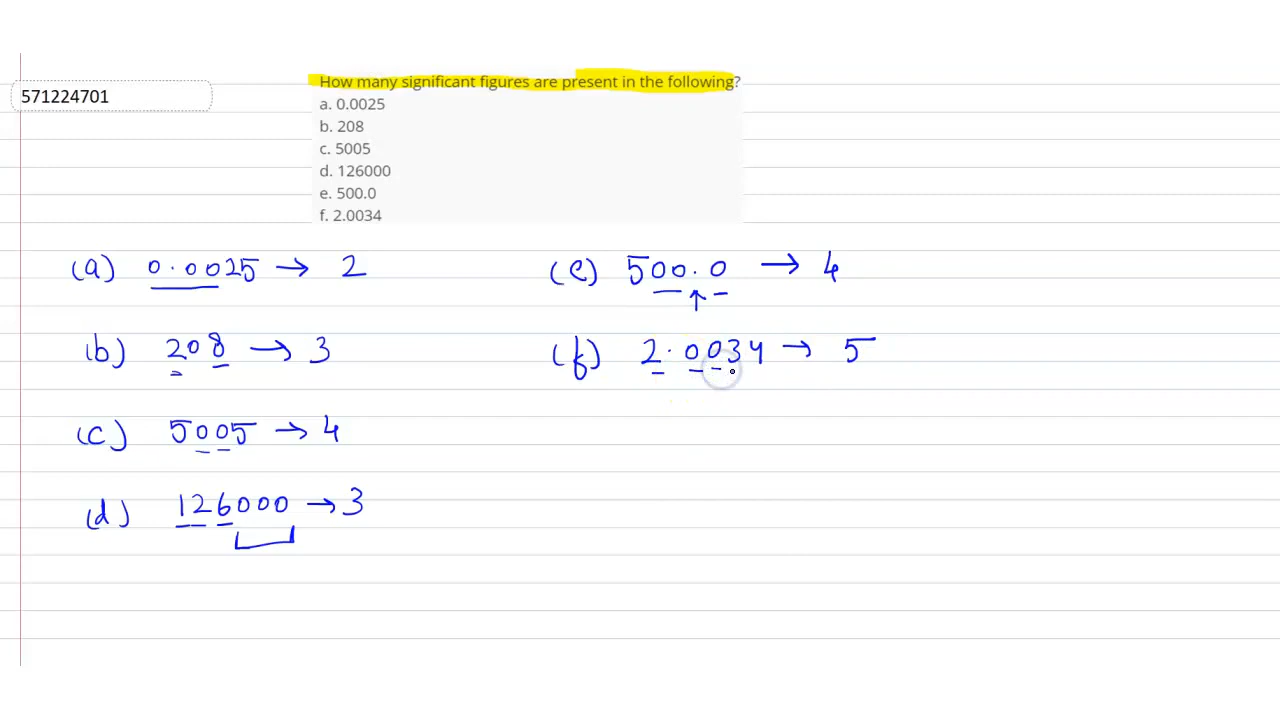 571224701
How many significant figures are present in the following?
a. 0.0025
b. 208
c. 5005
d. 126000
e. 500.0
f. 2.0034
(a) 0.0025 → 2
(b) 208 → 3
(c) 5005 → 4
(d) 126000 → 3
(e) 500.0 → 4
(f) 2.0034 → 5